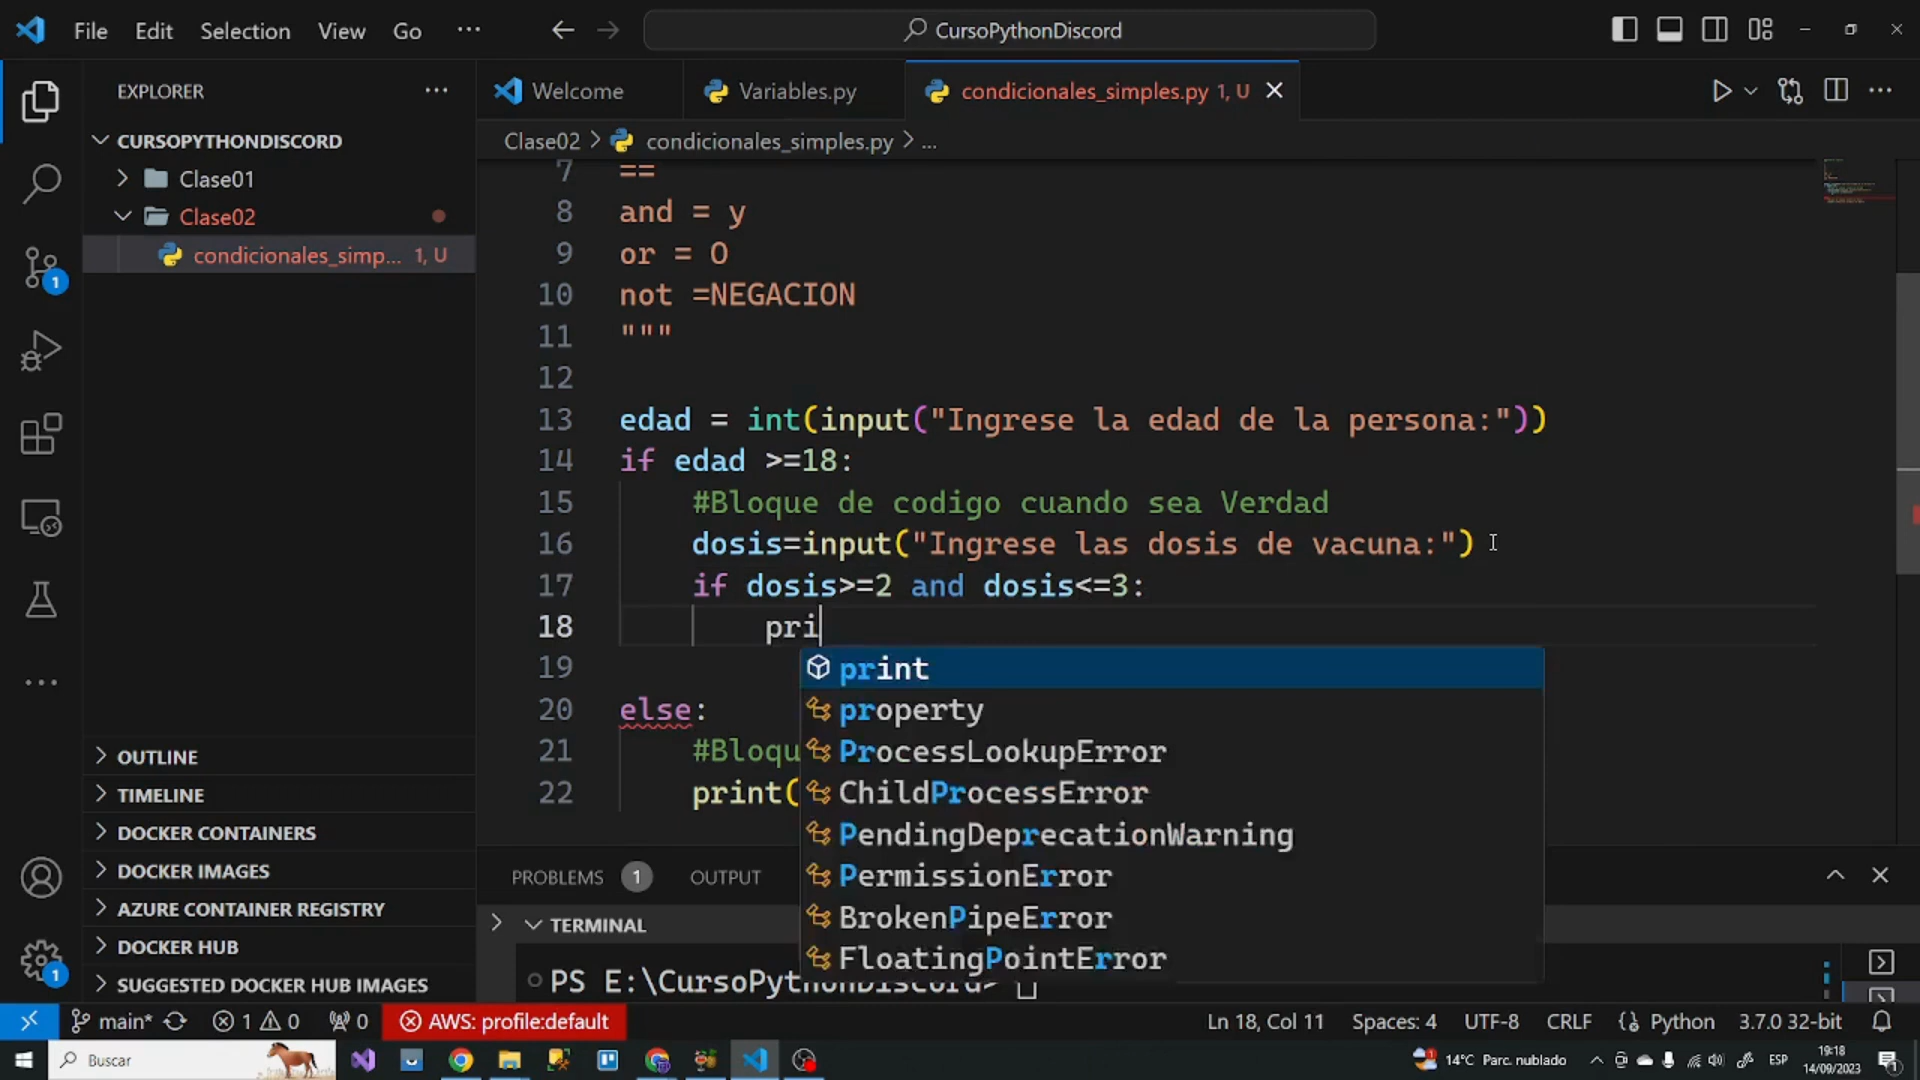 File Edit Selection View Go ···
CursoPythonDiscord
EXPLORER ···
Welcome
Variables.py
condicionales_simples.py 1, U
CURSOPYTHONDISCORD
Clase02 > condicionales_simples.py > ...
Clase01
Clase02
condicionales_simp... 1, U
7 ==
8 and = y
9 or = O
10 not =NEGACION
11 """
12
13 edad = int(input("Ingrese la edad de la persona:"))
14 if edad >=18:
15 #Bloque de codigo cuando sea Verdad
16 dosis=input("Ingrese las dosis de vacuna:")
17 if dosis>=2 and dosis<=3:
18 pri
19
20 else:
21 #Bloqu
22 print(
print
property
ProcessLookupError
ChildProcessError
PendingDeprecationWarning
PermissionError
BrokenPipeError
FloatingPointError
OUTLINE
TIMELINE
DOCKER CONTAINERS
DOCKER IMAGES
AZURE CONTAINER REGISTRY
DOCKER HUB
SUGGESTED DOCKER HUB IMAGES
PROBLEMS 1 OUTPUT
TERMINAL
PS E:\CursoPythonDiscord>
1
1
main* 1 0 0 AWS: profile:default
Ln 18, Col 11 Spaces: 4 UTF-8 CRLF Python 3.7.0 32-bit
Buscar
14°C Parc. nublado ESP
19:18
14/09/2023
1